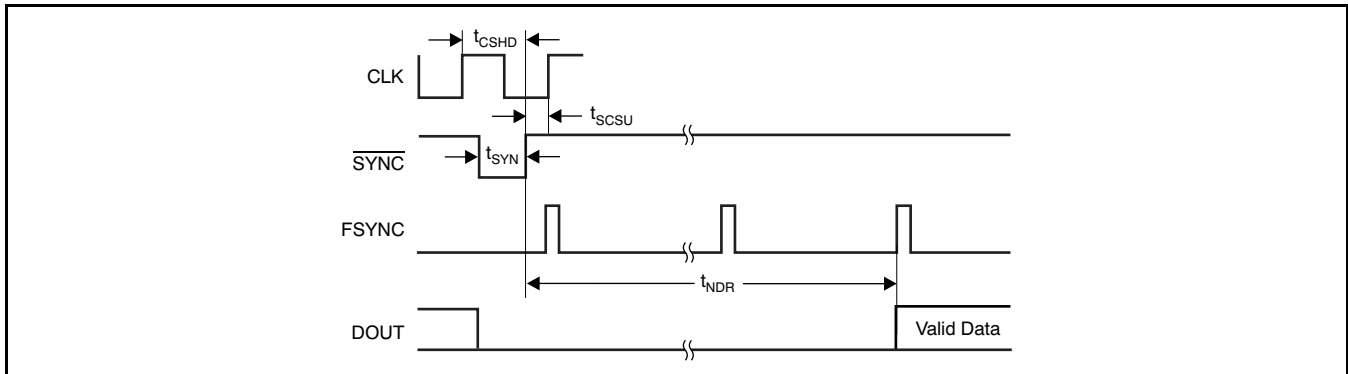 tCSHD
CLK
tSCSU
tSYN
SYNC
FSYNC
tNDR
DOUT
Valid Data